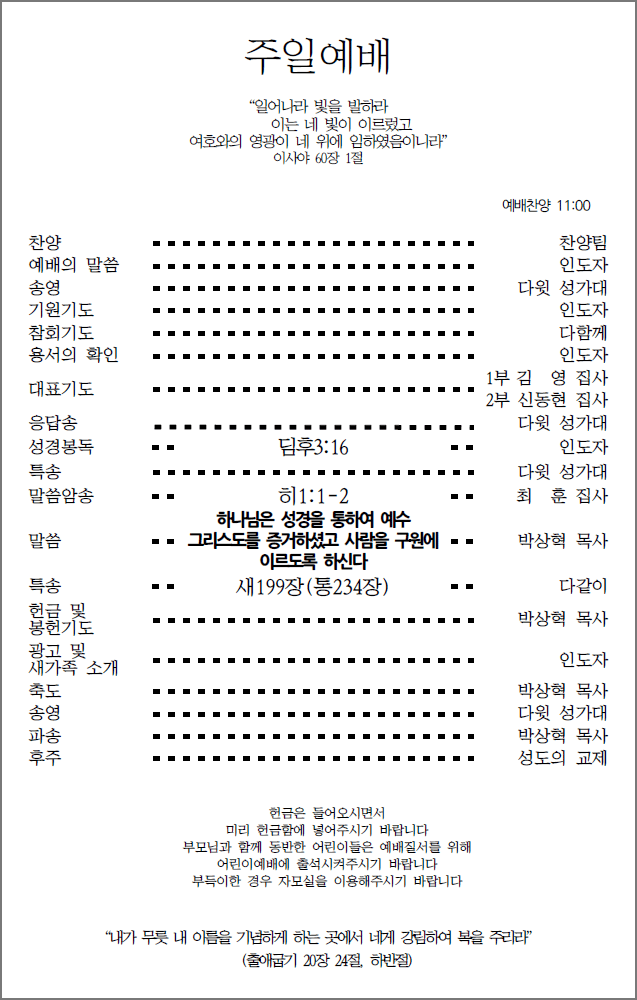 주일예배
“일어나라 빛을 발하라
이는 네 빛이 이르렀고
여호와의 영광이 네 위에 임하였음이니라”
이사야 60장 1절
예배찬양 11:00
찬양 찬양팀
예배의 말씀 인도자
송영 다윗 성가대
기원기도 인도자
참회기도 다함께
용서의 확인 인도자
대표기도 1부 김 영 집사
2부 신동현 집사
응답송 다윗 성가대
성경봉독 딤후3:16 인도자
특송 다윗 성가대
말씀암송 히1:1-2 최 훈 집사
하나님은 성경을 통하여 예수
말씀 그리스도를 증거하셨고 사람을 구원에 박상혁 목사
이르도록 하신다
특송 새199장(통234장) 다같이
헌금 및
봉헌기도 박상혁 목사
광고 및
새가족 소개 인도자
축도 박상혁 목사
송영 다윗 성가대
파송 박상혁 목사
후주 성도의 교제
헌금은 들어오시면서
미리 헌금함에 넣어주시기 바랍니다
부모님과 함께 동반한 어린이들은 예배질서를 위해
어린이예배에 출석시켜주시기 바랍니다
부득이한 경우 자모실을 이용해주시기 바랍니다
“내가 무릇 내 이름을 기념하게 하는 곳에서 네게 강림하여 복을 주리라”
(출애굽기 20장 24절, 하반절)